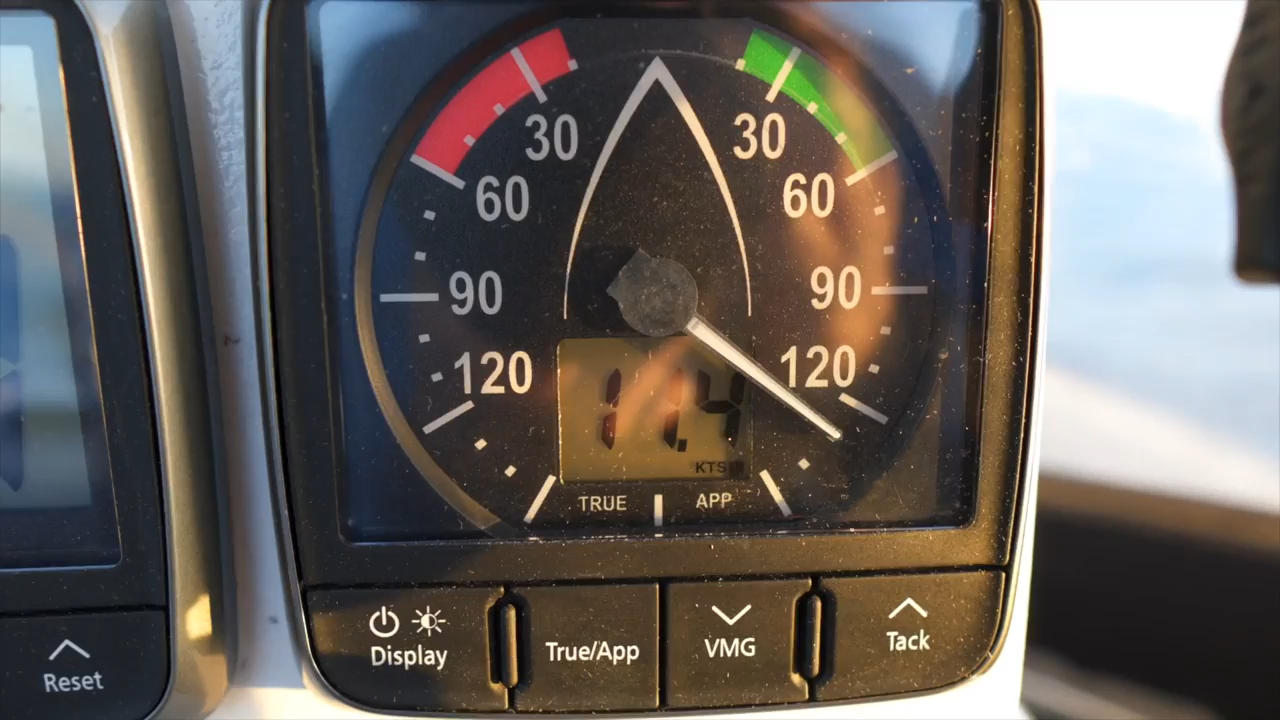 30 30
60 60
90 90
120 120
11.4
KTS
TRUE APP
Display
True/App
VMG
Tack
Reset